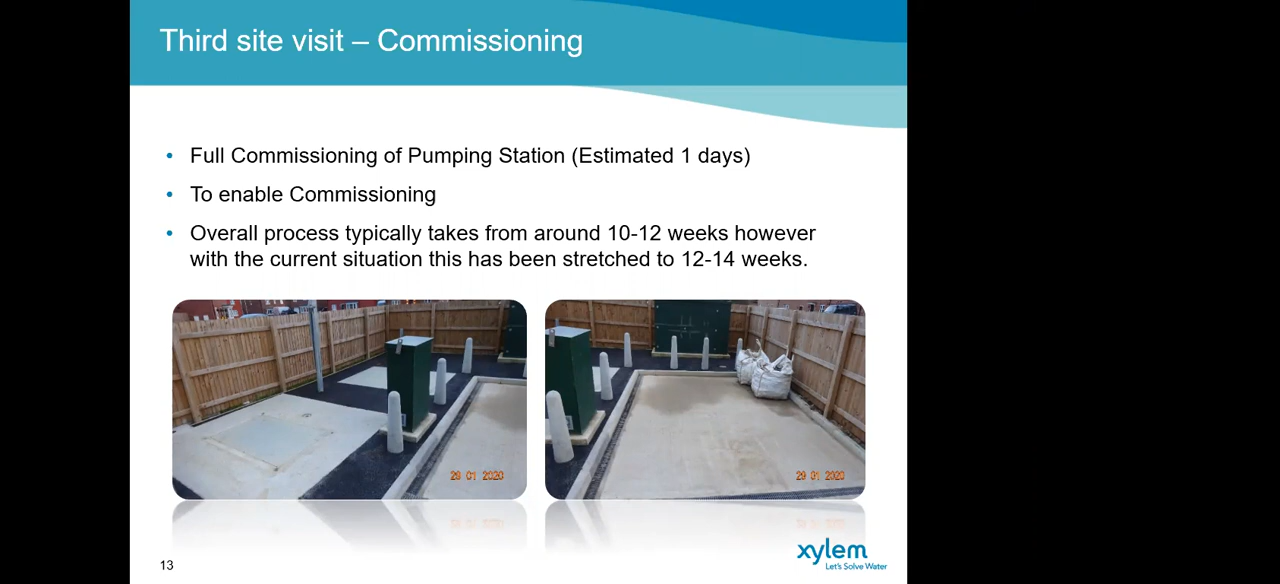 Third site visit – Commissioning
• Full Commissioning of Pumping Station (Estimated 1 days)
• To enable Commissioning
• Overall process typically takes from around 10-12 weeks however
with the current situation this has been stretched to 12-14 weeks.
28 01 2020
29 01 2020
xylem
Let's Solve Water
13